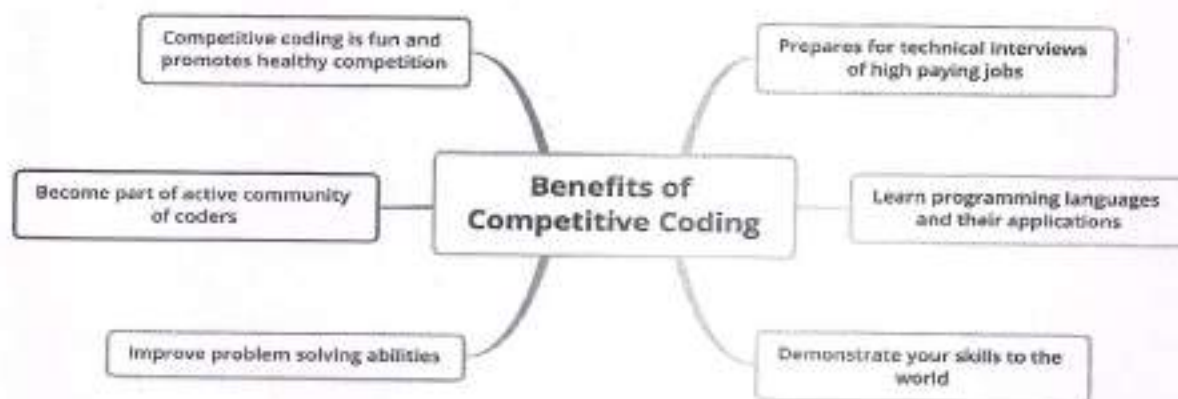 Competitive coding is fun and
promotes healthy competition
Prepares for technical interviews
of high paying jobs
Benefits of
Competitive Coding
Become part of active community
of coders
Learn programming languages
and their applications
Improve problem solving abilities
Demonstrate your skills to the
world